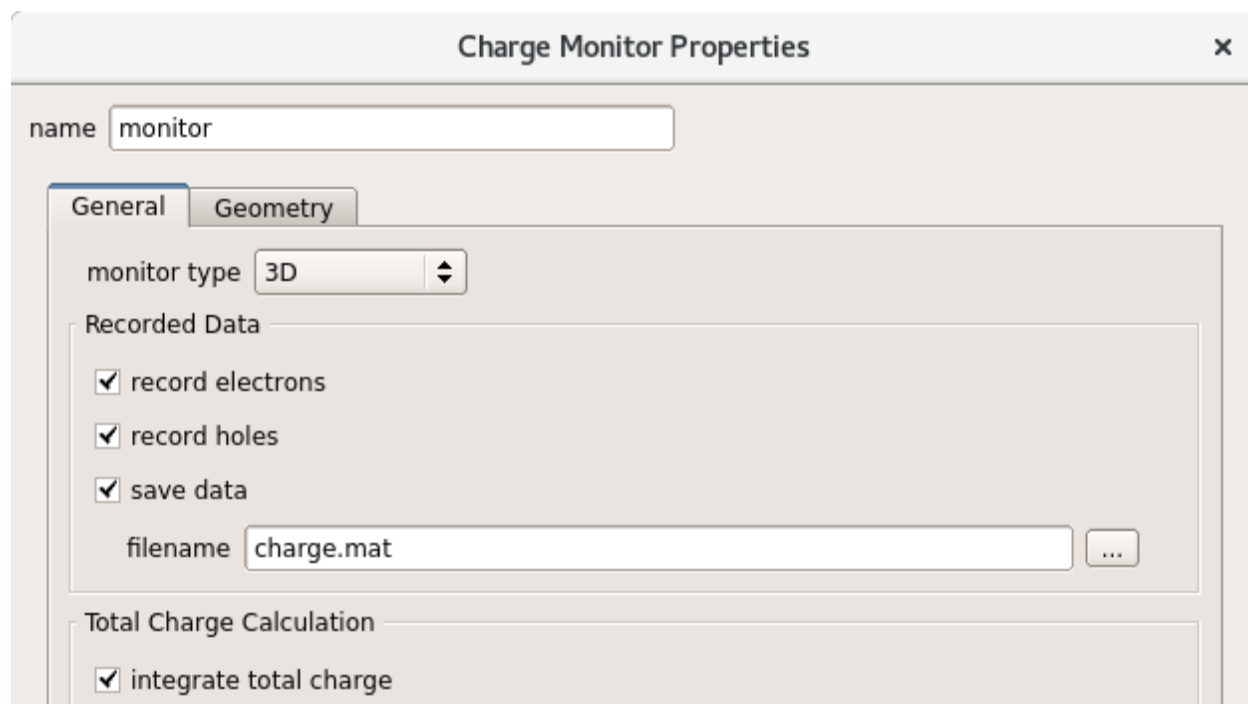 Charge Monitor Properties
name monitor
General Geometry
monitor type 3D
Recorded Data
record electrons
record holes
save data
filename charge.mat ...
Total Charge Calculation
integrate total charge